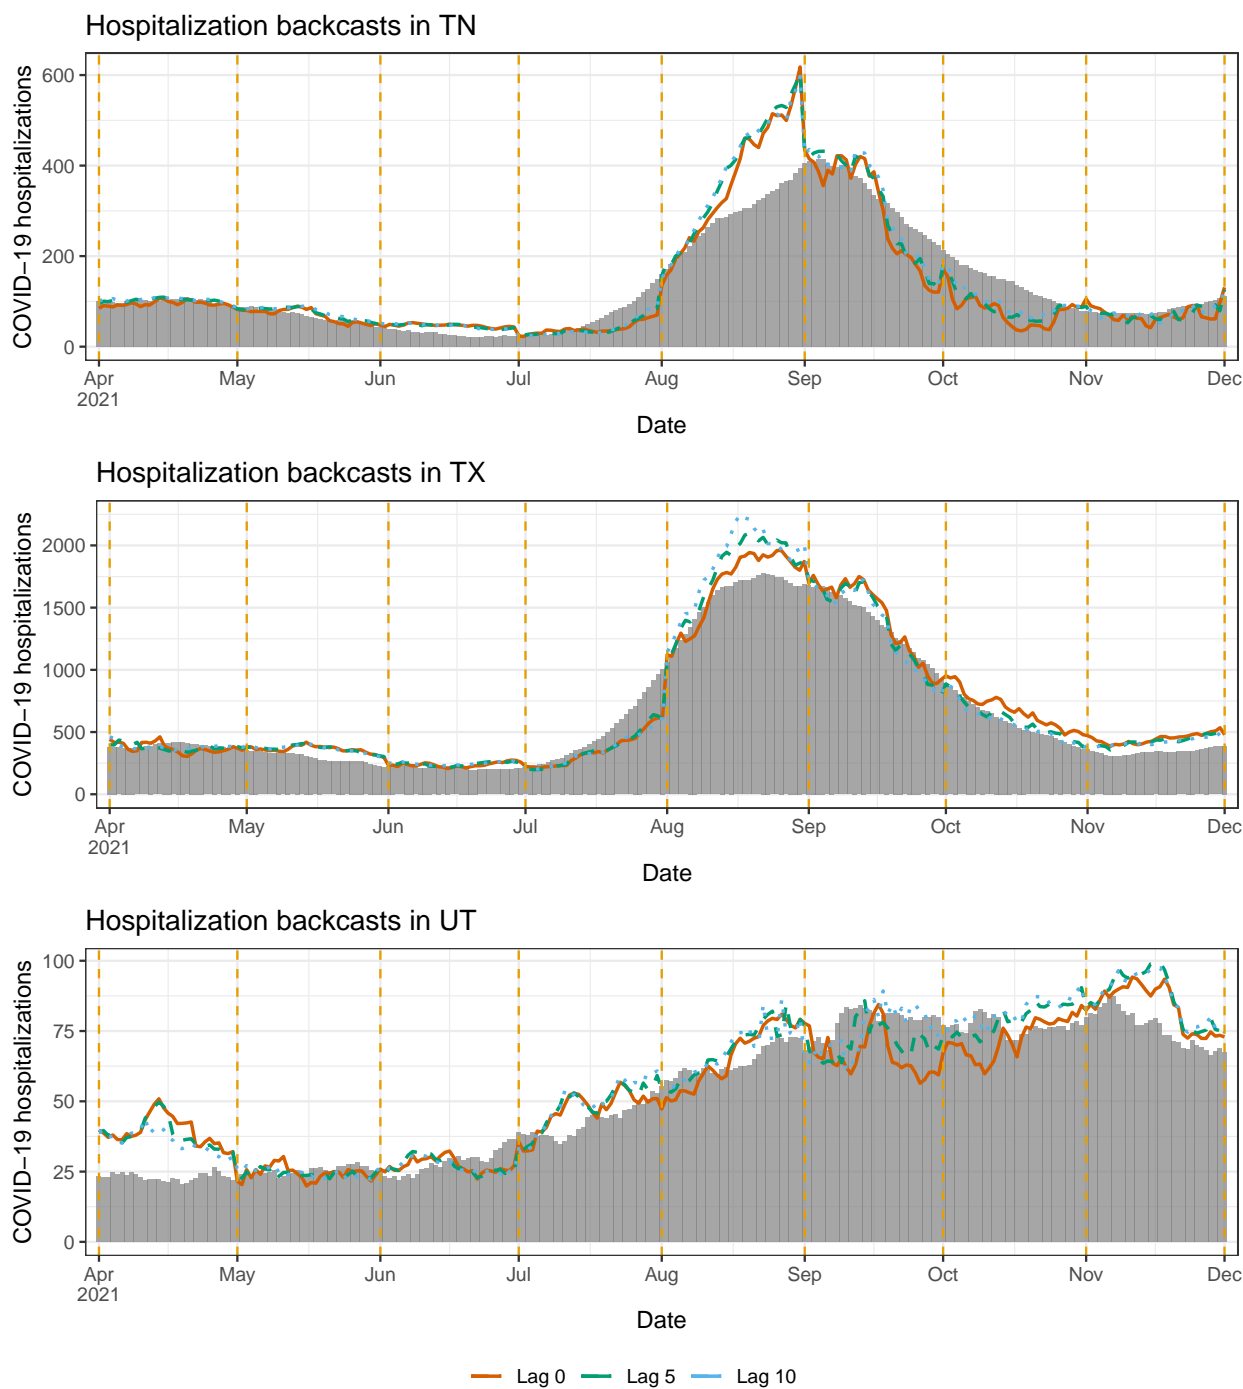 Hospitalization backcasts in TN
COVID−19 hospitalizations
600
400
200
0
Apr May Jun Jul Aug Sep Oct Nov Dec
2021
Date
Hospitalization backcasts in TX
COVID−19 hospitalizations
2000
1500
1000
500
0
Apr May Jun Jul Aug Sep Oct Nov Dec
2021
Date
Hospitalization backcasts in UT
COVID−19 hospitalizations
100
75
50
25
0
Apr May Jun Jul Aug Sep Oct Nov Dec
2021
Date
Lag 0 Lag 5 Lag 10